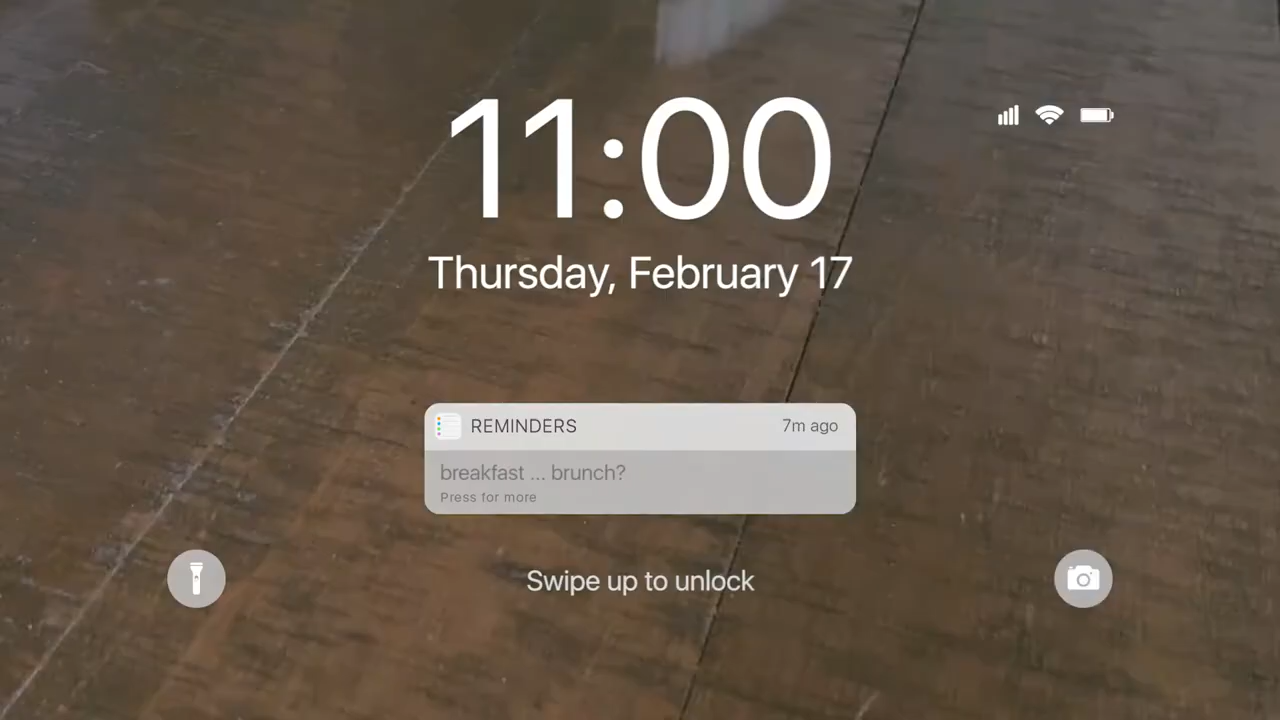 11:00
Thursday, February 17
REMINDERS 7m ago
breakfast ... brunch?
Press for more
Swipe up to unlock